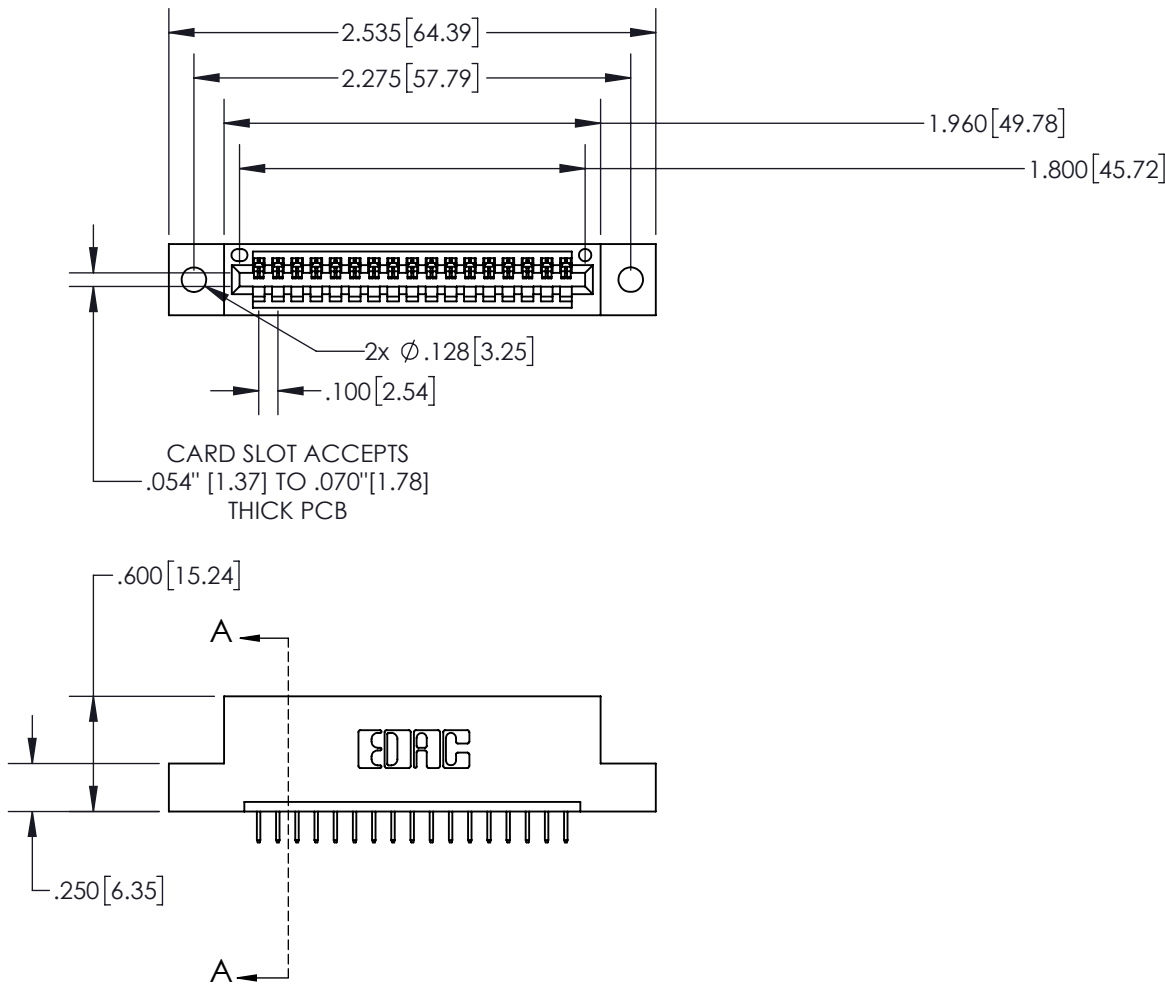 2.535[64.39]
2.275[57.79]
1.960[49.78]
1.800[45.72]
2x Ø.128[3.25]
.100[2.54]
CARD SLOT ACCEPTS
.054" [1.37] TO .070"[1.78]
THICK PCB
.600[15.24]
A
EDAC
.250[6.35]
A